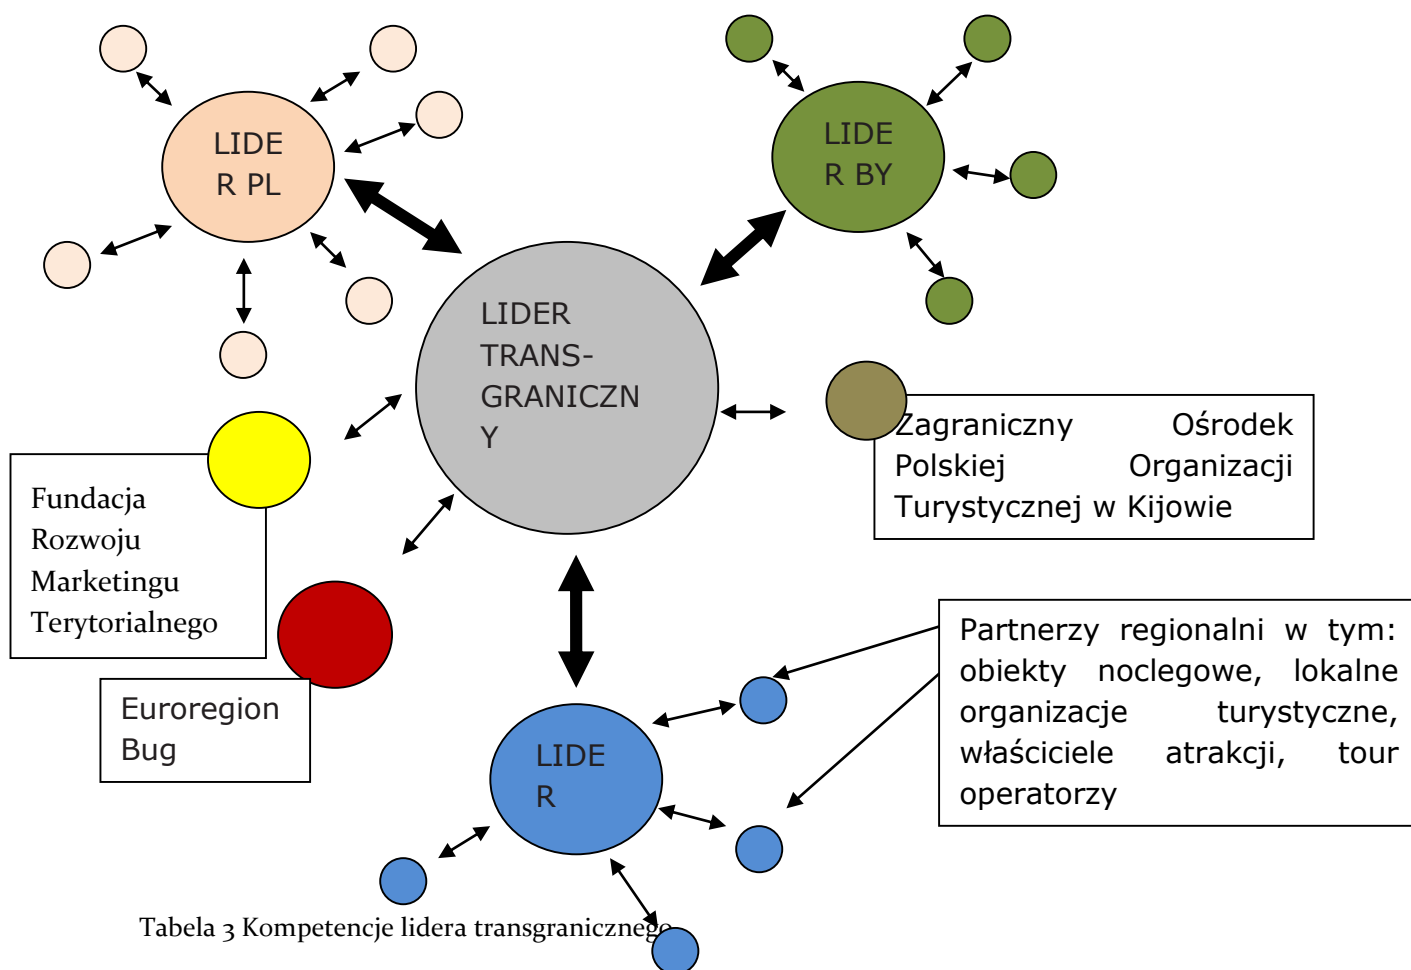 LIDE
R PL
LIDE
R BY
LIDER
TRANS-
GRANICZN
Y
Zagraniczny Ośrodek
Polskiej Organizacji
Turystycznej w Kijowie
Fundacja
Rozwoju
Marketingu
Terytorialnego
Euroregion
Bug
Partnerzy regionalni w tym:
obiekty noclegowe, lokalne
organizacje turystyczne,
właściciele atrakcji, tour
operatorzy
LIDE
R
Tabela 3 Kompetencje lidera transgranicznego